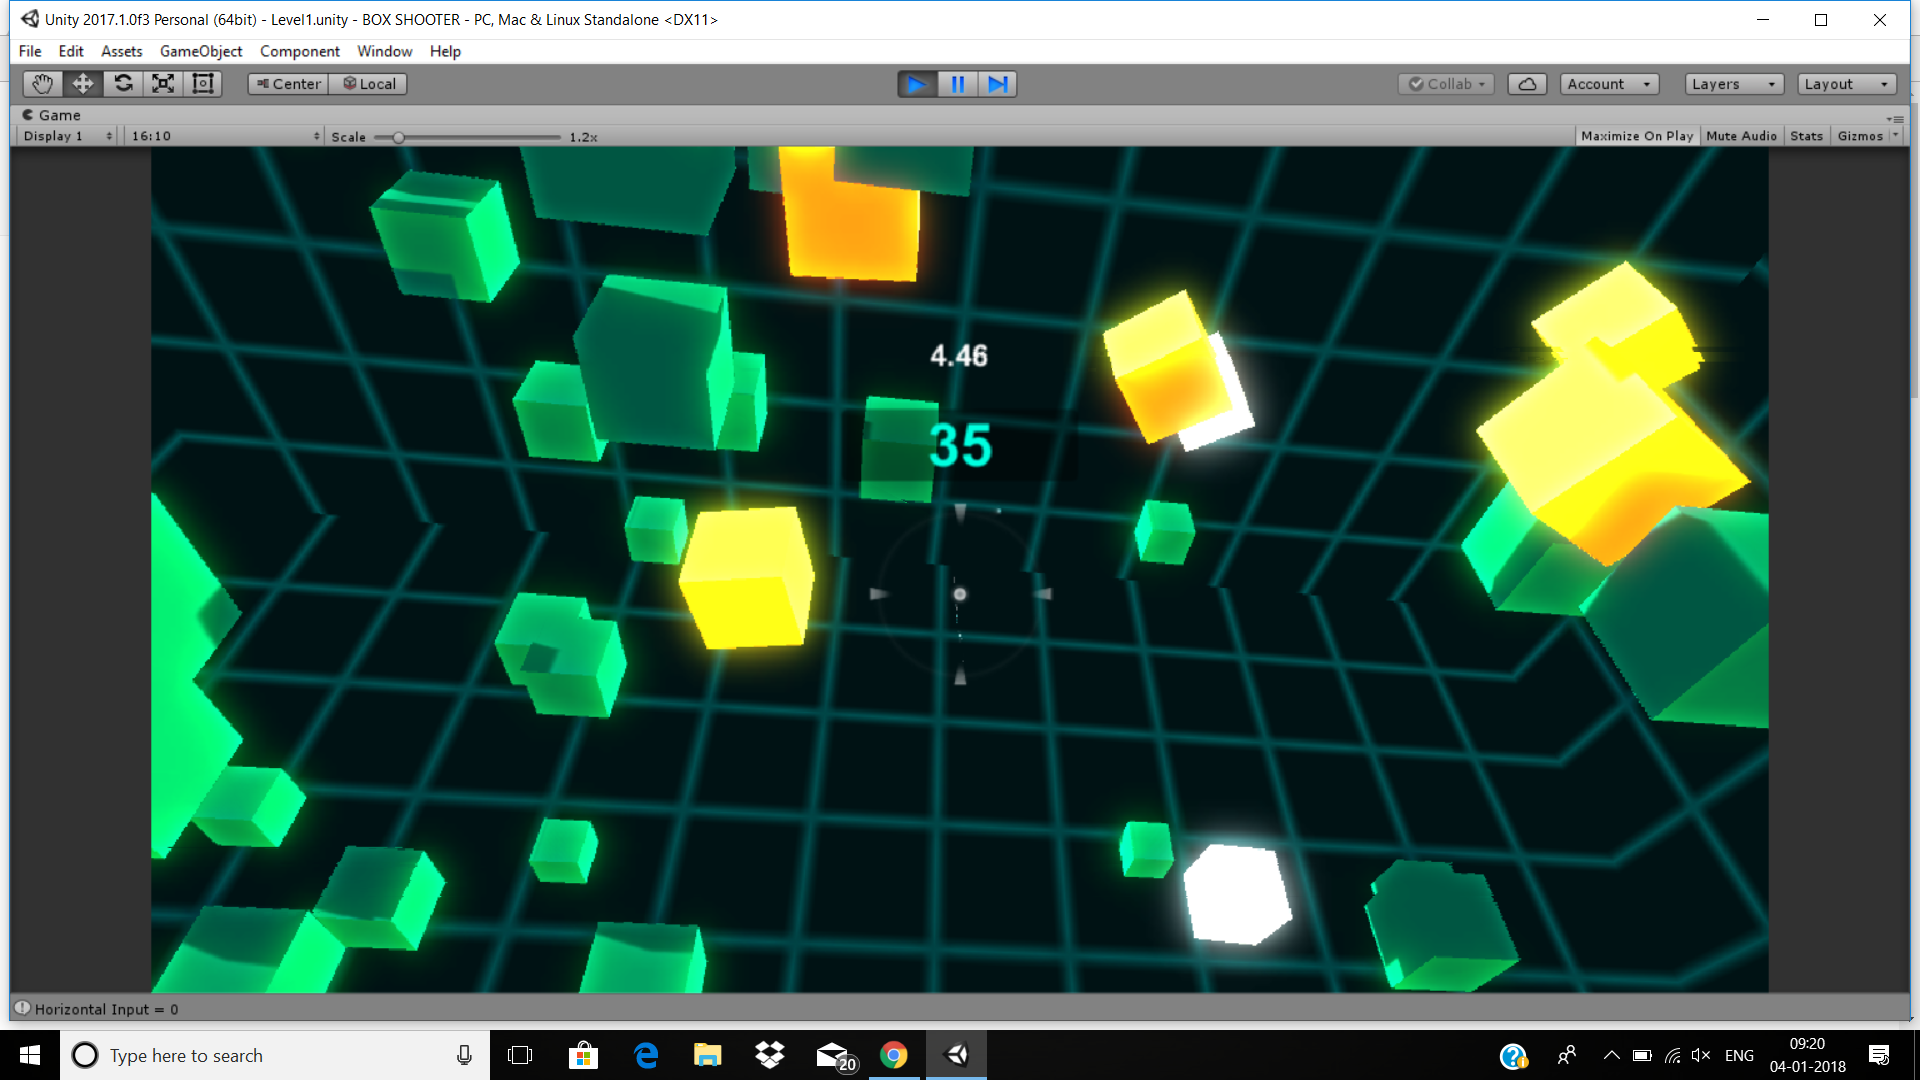 Unity 2017.1.0f3 Personal (64bit) - Level1.unity - BOX SHOOTER - PC, Mac & Linux Standalone <DX11>
File Edit Assets GameObject Component Window Help
Center Local Collab Account Layers Layout
Game
Display 1 16:10 Scale 1.2x Maximize On Play Mute Audio Stats Gizmos
4.46
35
Horizontal Input = 0
Type here to search 20 ENG 09:20
04-01-2018